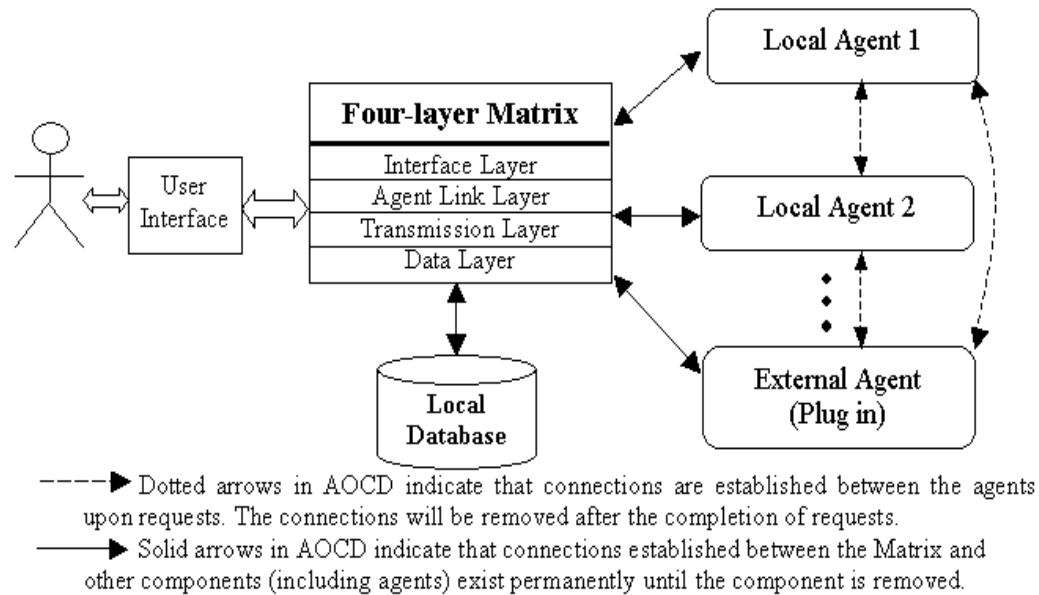 User
Interface
Four-layer Matrix
Interface Layer
Agent Link Layer
Transmission Layer
Data Layer
Local
Database
Local Agent 1
Local Agent 2
External Agent
(Plug in)
Dotted arrows in AOCD indicate that connections are established between the agents
upon requests. The connections will be removed after the completion of requests.
Solid arrows in AOCD indicate that connections established between the Matrix and
other components (including agents) exist permanently until the component is removed.